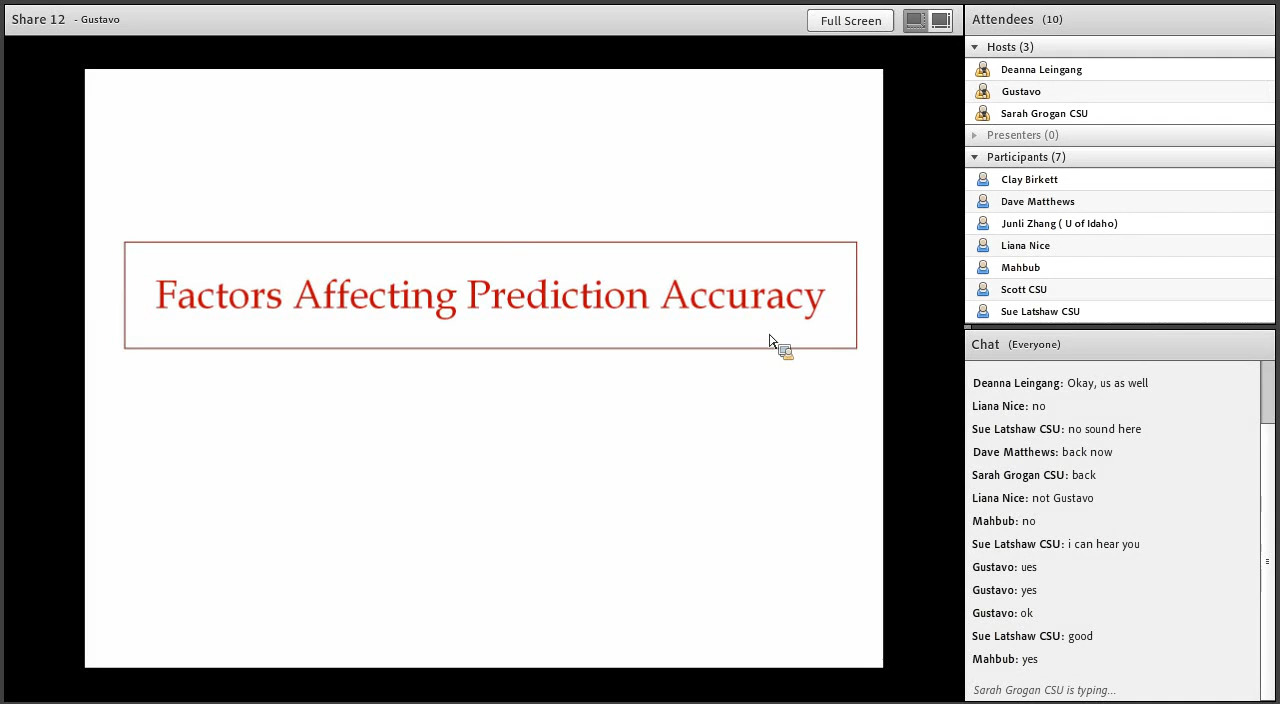 Share 12 - Gustavo
Full Screen
Factors Affecting Prediction Accuracy
Attendees (10)
Hosts (3)
Deanna Leingang
Gustavo
Sarah Grogan CSU
Presenters (0)
Participants (7)
Clay Birkett
Dave Matthews
Junli Zhang ( U of Idaho)
Liana Nice
Mahbub
Scott CSU
Sue Latshaw CSU
Chat (Everyone)
Deanna Leingang: Okay, us as well
Liana Nice: no
Sue Latshaw CSU: no sound here
Dave Matthews: back now
Sarah Grogan CSU: back
Liana Nice: not Gustavo
Mahbub: no
Sue Latshaw CSU: i can hear you
Gustavo: ues
Gustavo: yes
Gustavo: ok
Sue Latshaw CSU: good
Mahbub: yes
Sarah Grogan CSU is typing...